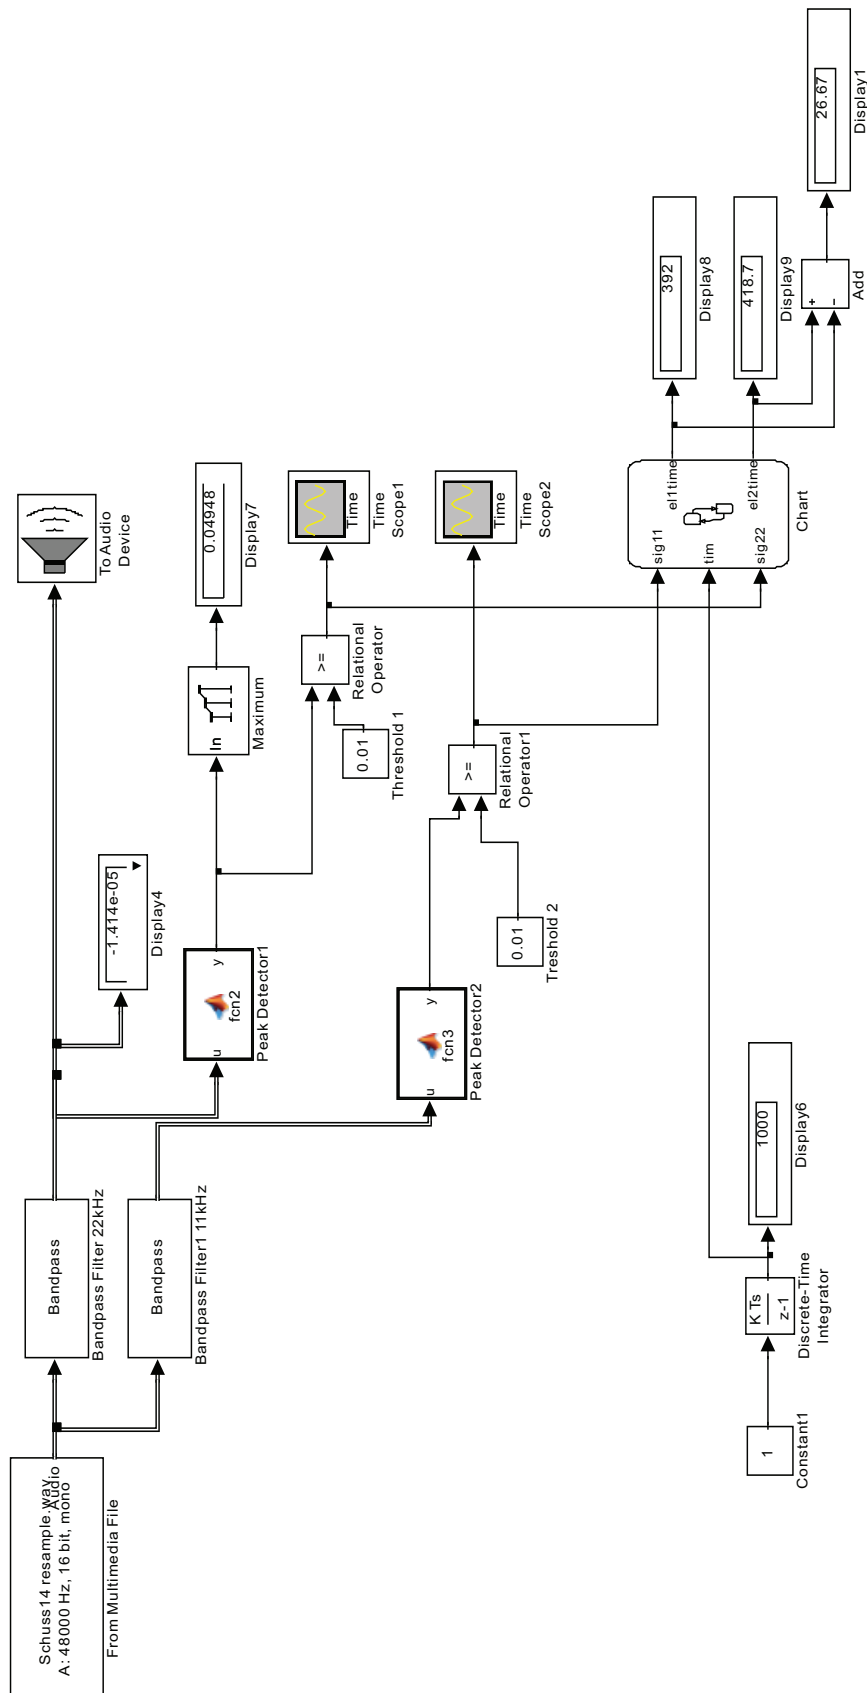 Schuss14 resample.wav
A: 48000 Hz, 16 bit, mono
Audio
From Multimedia File
Bandpass
Bandpass Filter 22kHz
Bandpass
Bandpass Filter1 11kHz
To Audio
Device
-1.414e-05
Display4
u
fcn2
y
Peak Detector1
In
Maximum
0.04948
Display7
>=
Relational
Operator
0.01
Threshold 1
Time
Time
Scope1
u
fcn3
y
Peak Detector2
>=
Relational
Operator1
0.01
Treshold 2
Time
Time
Scope2
1
Constant1
K Ts
z-1
Discrete-Time
Integrator
1000
Display6
sig11
tim
sig22
el1time
el2time
Chart
392
Display8
418.7
Display9
+
−
Add
26.67
Display1